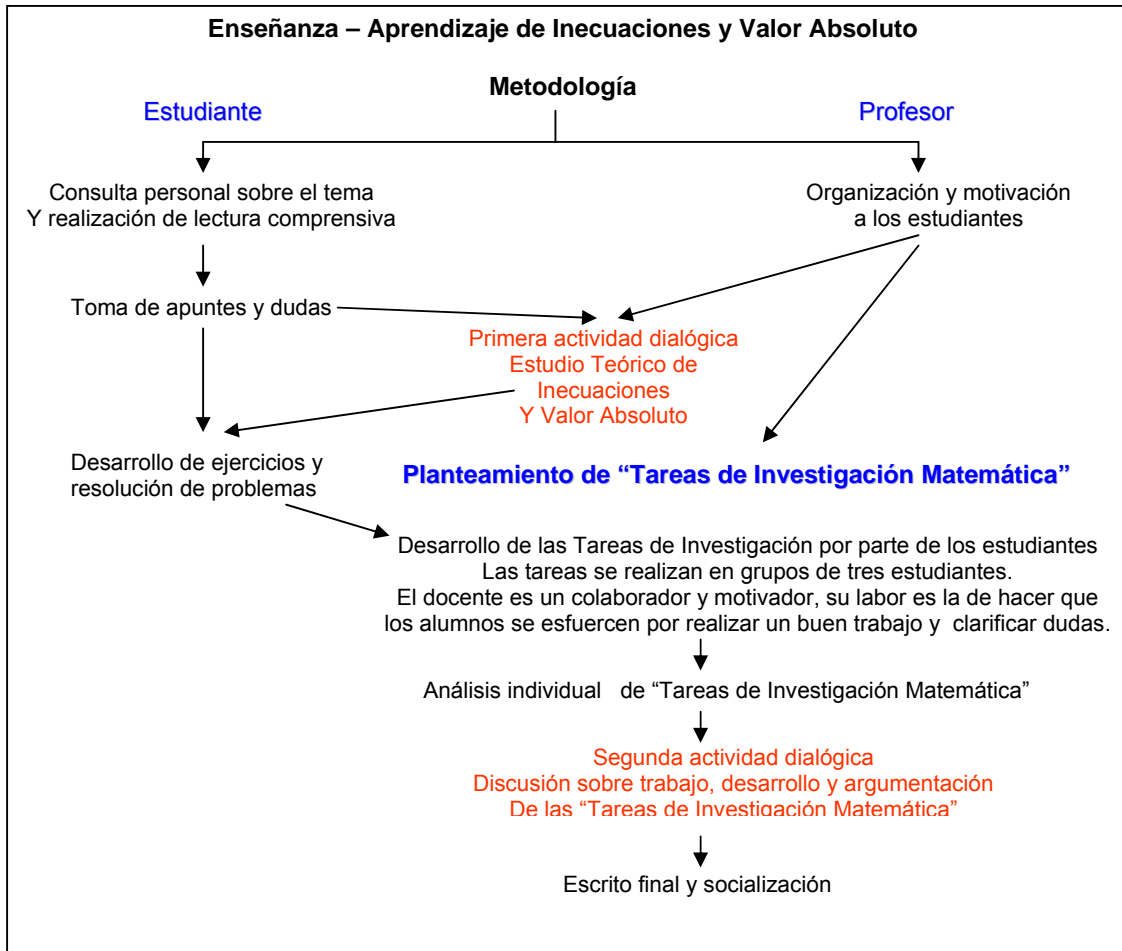 Enseñanza – Aprendizaje de Inecuaciones y Valor Absoluto
Metodología
Estudiante
Profesor
Consulta personal sobre el tema
Y realización de lectura comprensiva
Organización y motivación
a los estudiantes
Toma de apuntes y dudas
Primera actividad dialógica
Estudio Teórico de
Inecuaciones
Y Valor Absoluto
Desarrollo de ejercicios y
resolución de problemas
Planteamiento de “Tareas de Investigación Matemática”
Desarrollo de las Tareas de Investigación por parte de los estudiantes
Las tareas se realizan en grupos de tres estudiantes.
El docente es un colaborador y motivador, su labor es la de hacer que
los alumnos se esfuercen por realizar un buen trabajo y clarificar dudas.
Análisis individual de “Tareas de Investigación Matemática”
Segunda actividad dialógica
Discusión sobre trabajo, desarrollo y argumentación
De las “Tareas de Investigación Matemática”
Escrito final y socialización